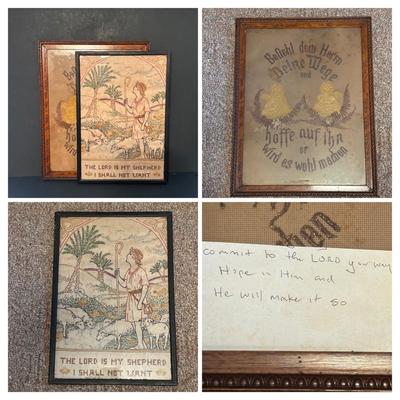 THE LORD IS MY SHEPHERD
I SHALL NOT WANT
Befiehl dem Herrn
Deine Wege
und
hoffe auf ihn
er
wird es wohl machen
THE LORD IS MY SHEPHERD
I SHALL NOT WANT
Commit to the LORD your way
Hope in Him and
He will make it so